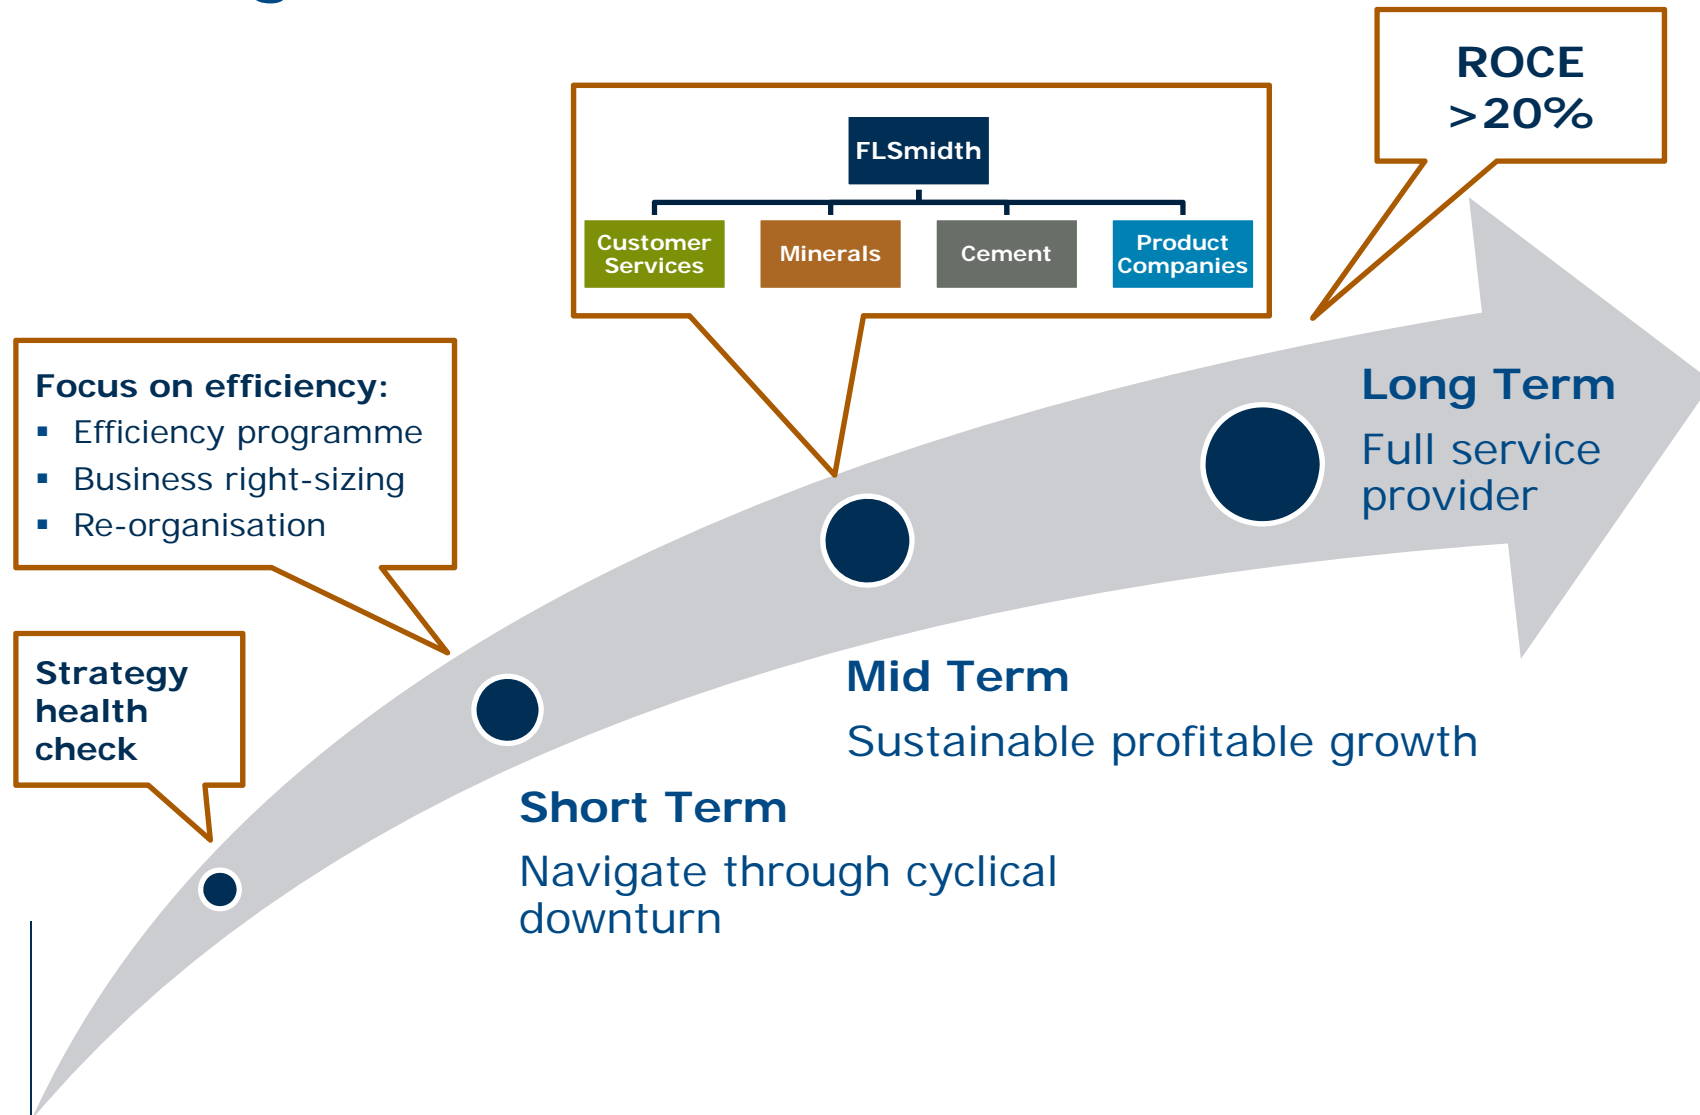 ROCE
>20%
FLSmidth
Customer
Services
Minerals
Cement
Product
Companies
Focus on efficiency:
▪ Efficiency programme
▪ Business right-sizing
▪ Re-organisation
Long Term
Full service
provider
Strategy
health
check
Mid Term
Sustainable profitable growth
Short Term
Navigate through cyclical
downturn